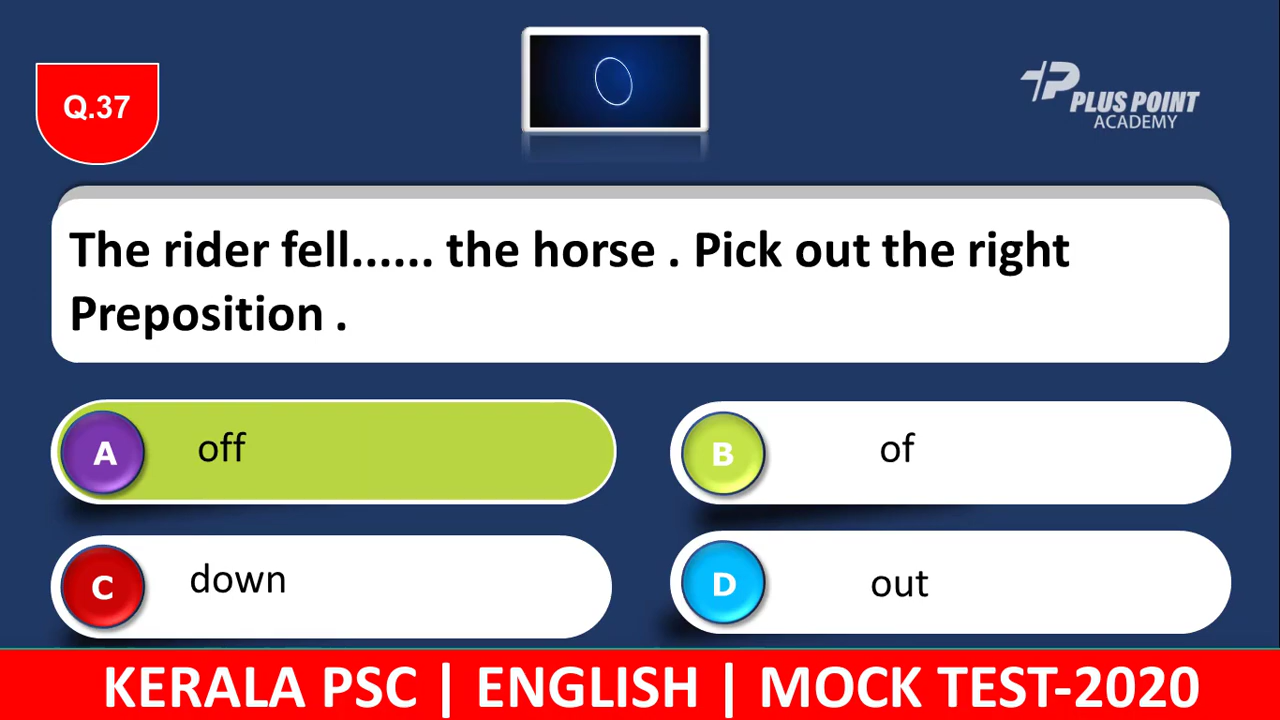 Q.37
PLUS POINT
ACADEMY
The rider fell...... the horse . Pick out the right
Preposition .
A off
B of
C down
D out
KERALA PSC | ENGLISH | MOCK TEST-2020